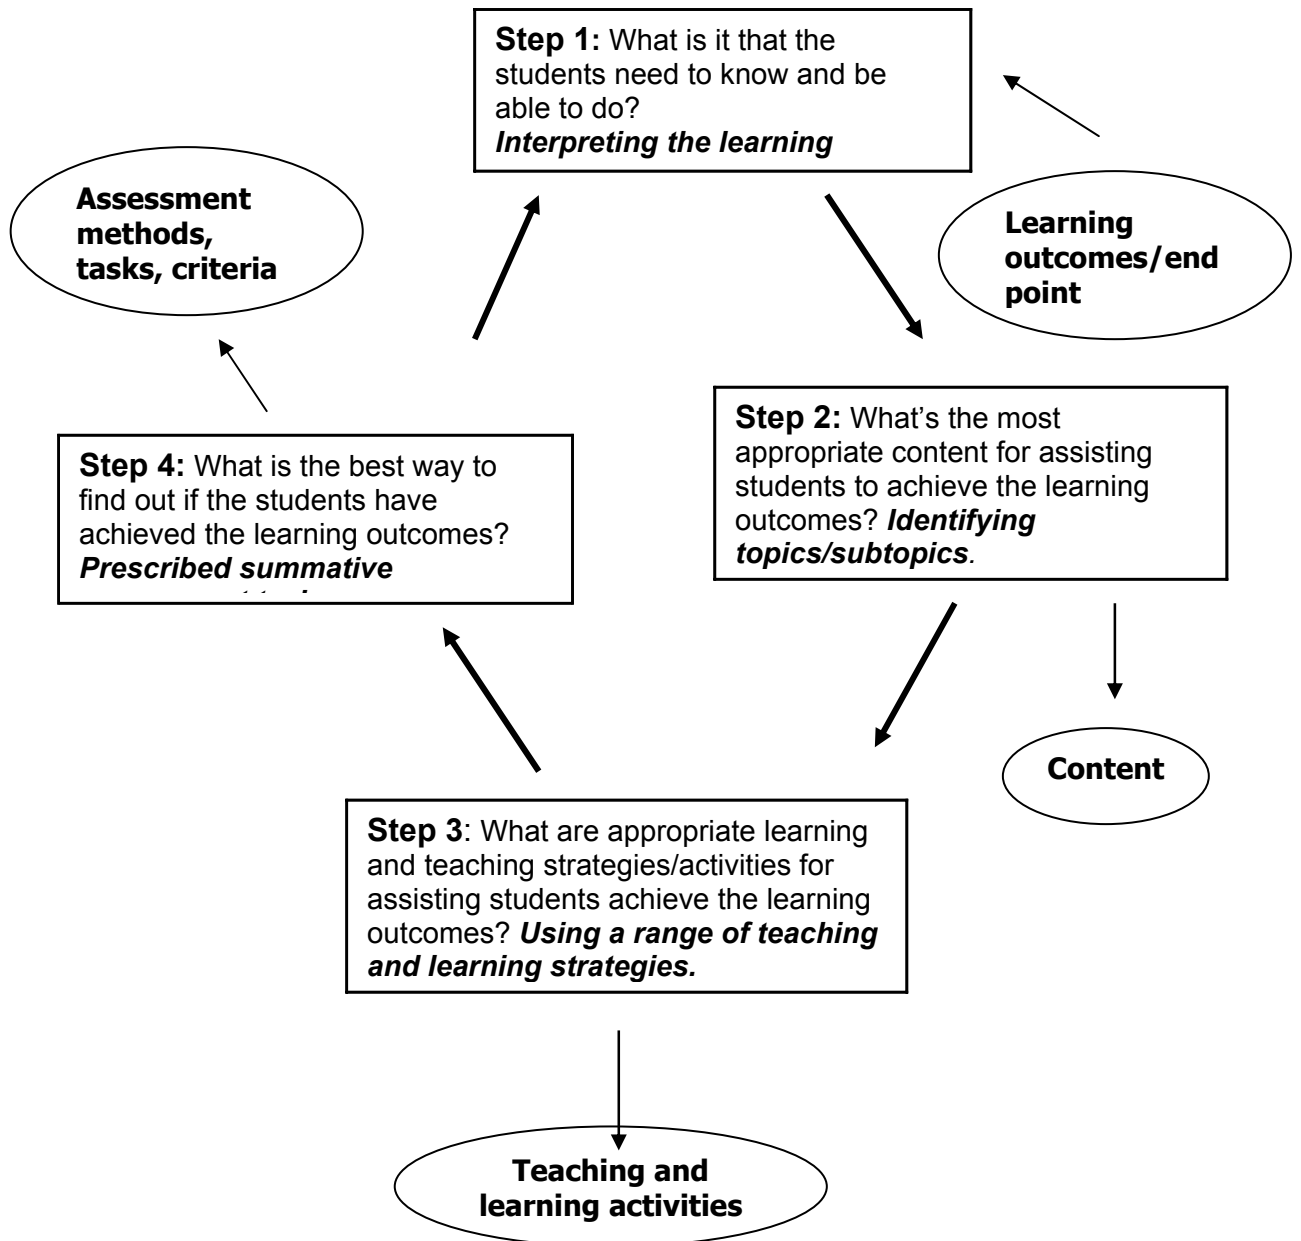 Step 1: What is it that the
students need to know and be
able to do?
Interpreting the learning
Assessment
methods,
tasks, criteria
Learning
outcomes/end
point
Step 2: What's the most
appropriate content for assisting
students to achieve the learning
outcomes? Identifying
topics/subtopics.
Step 4: What is the best way to
find out if the students have
achieved the learning outcomes?
Prescribed summative
Content
Step 3: What are appropriate learning
and teaching strategies/activities for
assisting students achieve the learning
outcomes? Using a range of teaching
and learning strategies.
Teaching and
learning activities